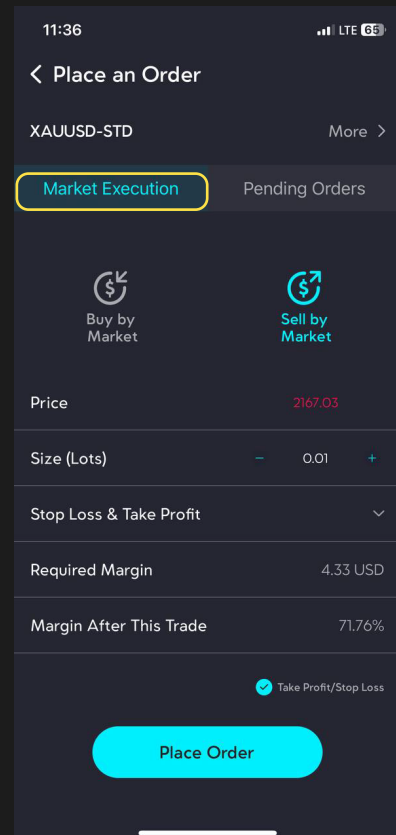 11:36 LTE 65
Place an Order
XAUUSD-STD More >
Market Execution Pending Orders
Buy by Market Sell by Market
Price 2167.03
Size (Lots) - 0.01 +
Stop Loss & Take Profit
Required Margin 4.33 USD
Margin After This Trade 71.76%
Take Profit/Stop Loss
Place Order